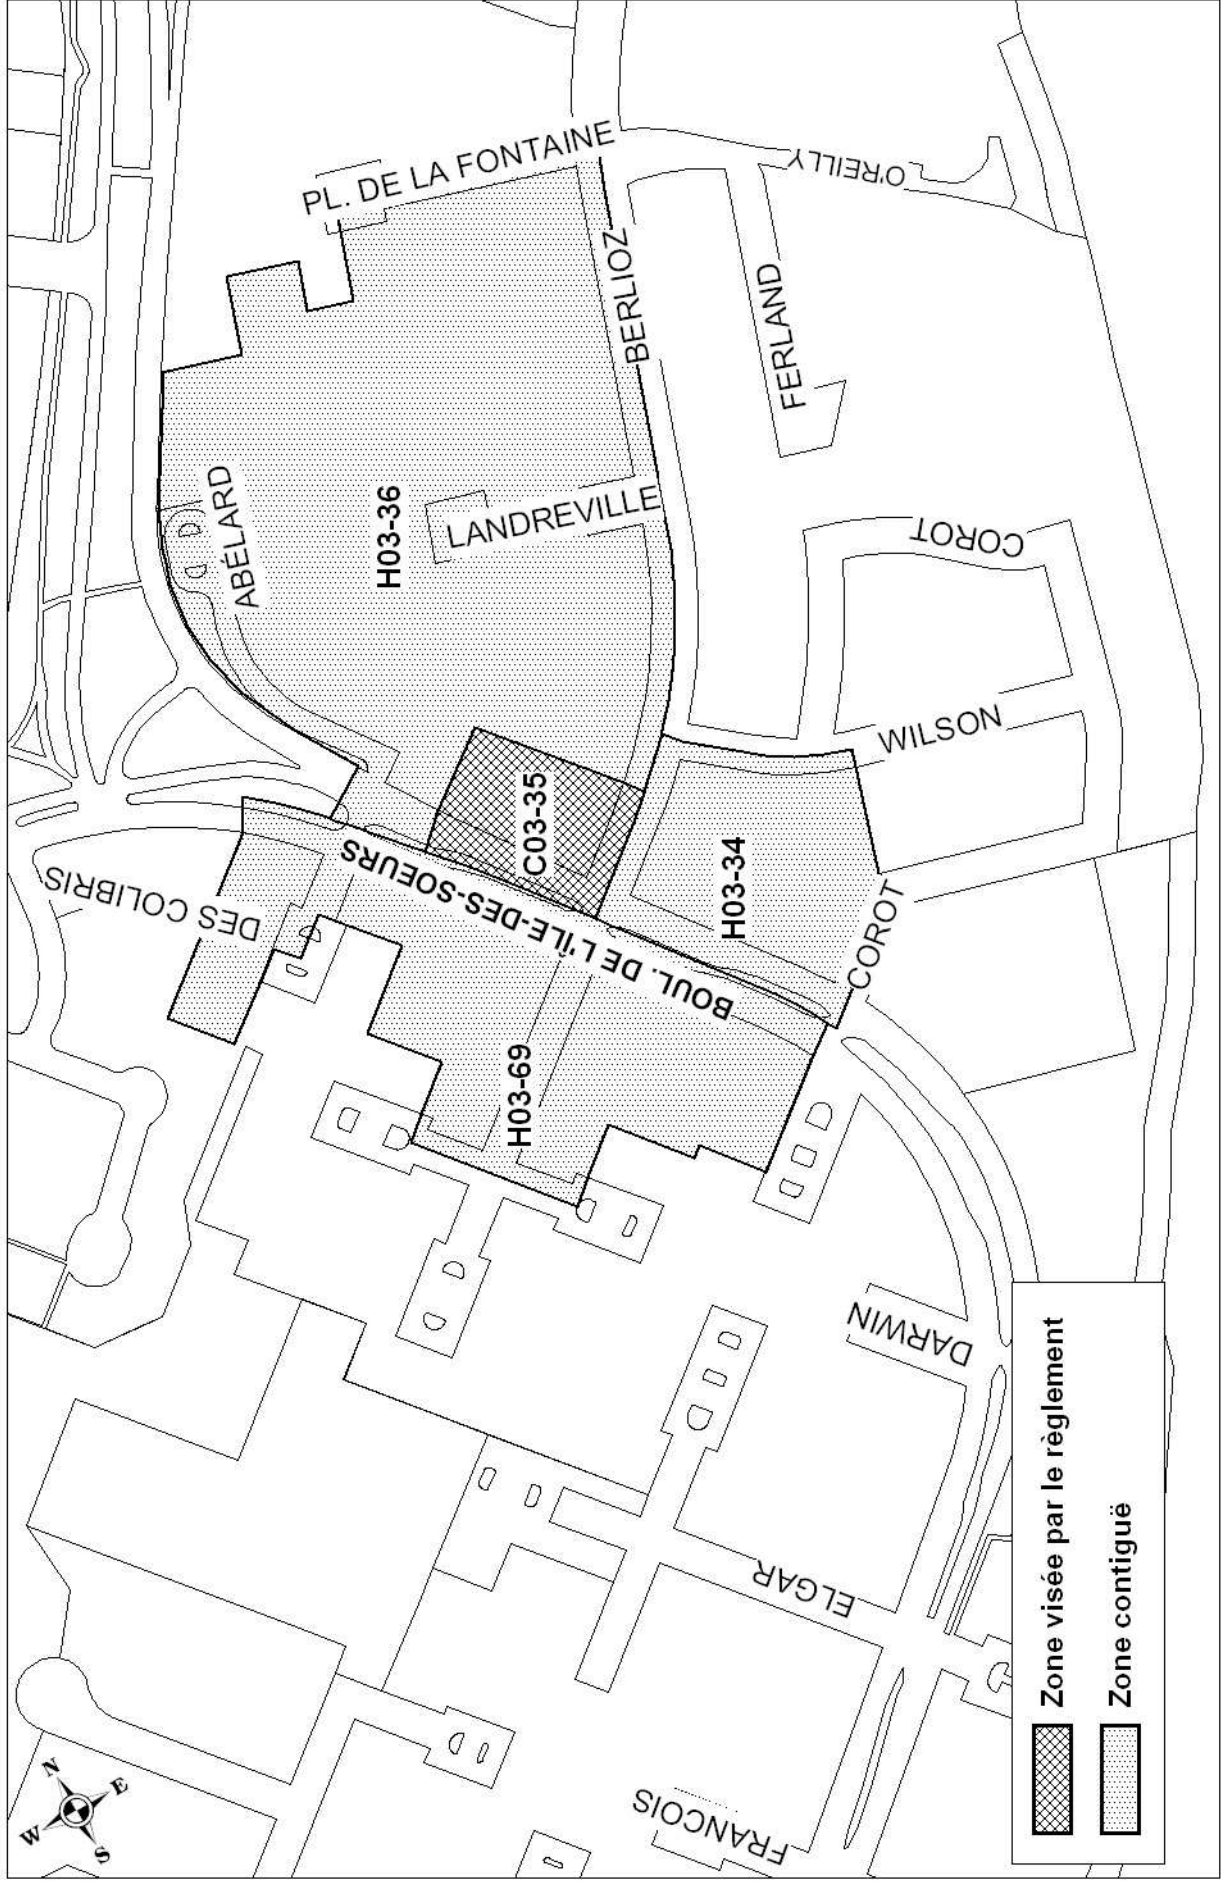 PL. DE LA FONTAINE
O'REILLY
BERLIOZ
FERLAND
ABÉLARD
H03-36
LANDREVILLE
COROT
WILSON
C03-35
H03-34
BOUL. DE L'ÎLE-DES-SOEURS
DES COLIBRIS
COROT
H03-69
DARWIN
ELGAR
FRANCOIS
N
E
S
W
Zone visée par le règlement
Zone contiguë